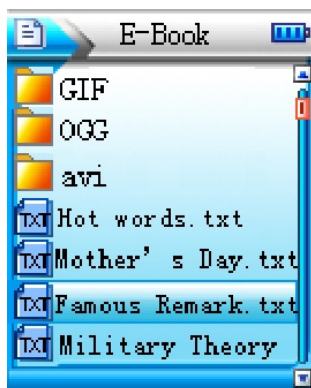 E-Book
GIF
OGG
avi
TXT Hot words.txt
TXT Mother's Day.txt
TXT Famous Remark.txt
TXT Military Theory